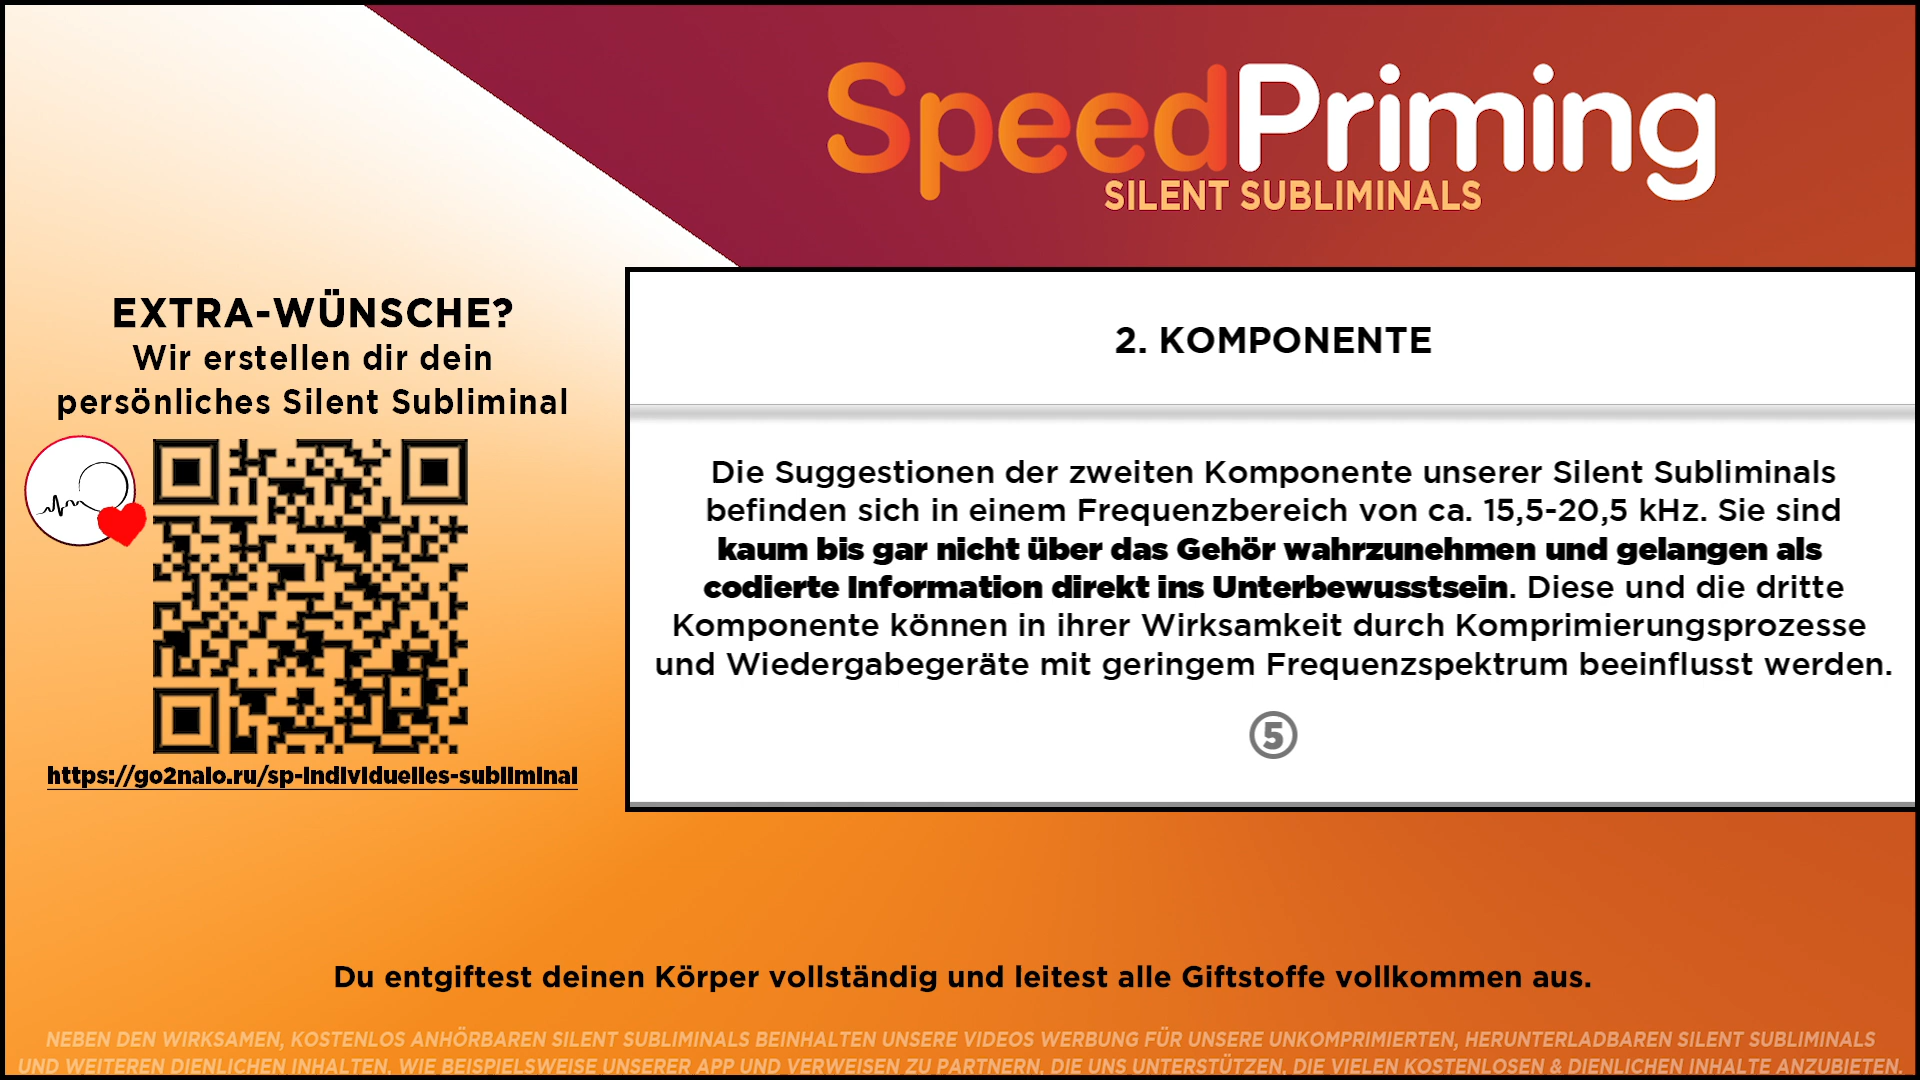 SpeedPriming
SILENT SUBLIMINALS
EXTRA-WÜNSCHE?
Wir erstellen dir dein
persönliches Silent Subliminal
https://go2nalo.ru/sp-individuelles-subliminal
2. KOMPONENTE
Die Suggestionen der zweiten Komponente unserer Silent Subliminals
befinden sich in einem Frequenzbereich von ca. 15,5-20,5 kHz. Sie sind
kaum bis gar nicht über das Gehör wahrzunehmen und gelangen als
codierte Information direkt ins Unterbewusstsein. Diese und die dritte
Komponente können in ihrer Wirksamkeit durch Komprimierungsprozesse
und Wiedergabegeräte mit geringem Frequenzspektrum beeinflusst werden.
5
Du entgiftest deinen Körper vollständig und leitest alle Giftstoffe vollkommen aus.
NEBEN DEN WIRKSAMEN, KOSTENLOS ANHÖRBAREN SILENT SUBLIMINALS BEINHALTEN UNSERE VIDEOS WERBUNG FÜR UNSERE UNKOMPRIMIERTEN, HERUNTERLADBAREN SILENT SUBLIMINALS
UND WEITEREN DIENLICHEN INHALTEN, WIE BEISPIELSWEISE UNSERER APP UND VERWEISEN ZU PARTNERN, DIE UNS UNTERSTÜTZEN, DIE VIELEN KOSTENLOSEN & DIENLICHEN INHALTE ANZUBIETEN.